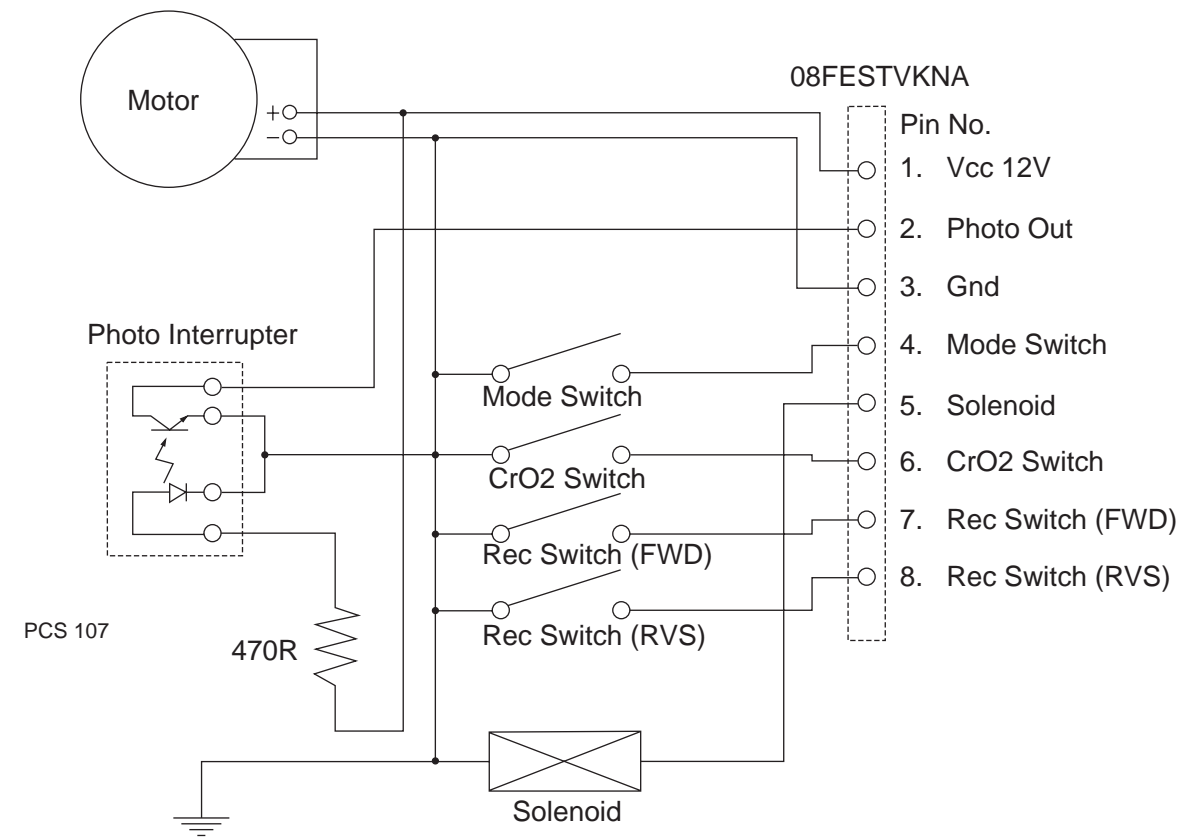 08FESTVKNA
Motor
+
−
Pin No.
1. Vcc 12V
2. Photo Out
3. Gnd
4. Mode Switch
5. Solenoid
6. CrO2 Switch
7. Rec Switch (FWD)
8. Rec Switch (RVS)
Photo Interrupter
Mode Switch
CrO2 Switch
Rec Switch (FWD)
Rec Switch (RVS)
PCS 107
470R
Solenoid